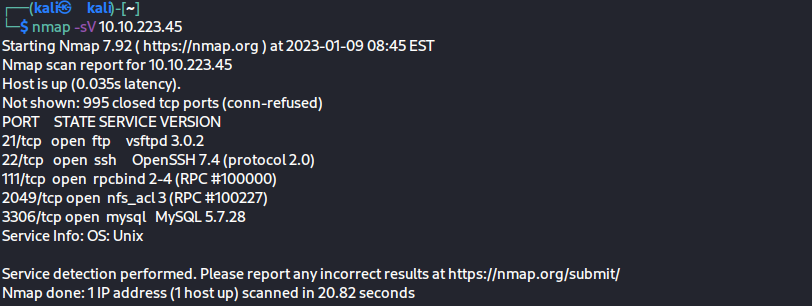 ┌──(kali㉿kali)-[~]
└─$ nmap -sV 10.10.223.45
Starting Nmap 7.92 ( https://nmap.org ) at 2023-01-09 08:45 EST
Nmap scan report for 10.10.223.45
Host is up (0.035s latency).
Not shown: 995 closed tcp ports (conn-refused)
PORT STATE SERVICE VERSION
21/tcp open ftp vsftpd 3.0.2
22/tcp open ssh OpenSSH 7.4 (protocol 2.0)
111/tcp open rpcbind 2-4 (RPC #100000)
2049/tcp open nfs_acl 3 (RPC #100227)
3306/tcp open mysql MySQL 5.7.28
Service Info: OS: Unix
Service detection performed. Please report any incorrect results at https://nmap.org/submit/
Nmap done: 1 IP address (1 host up) scanned in 20.82 seconds